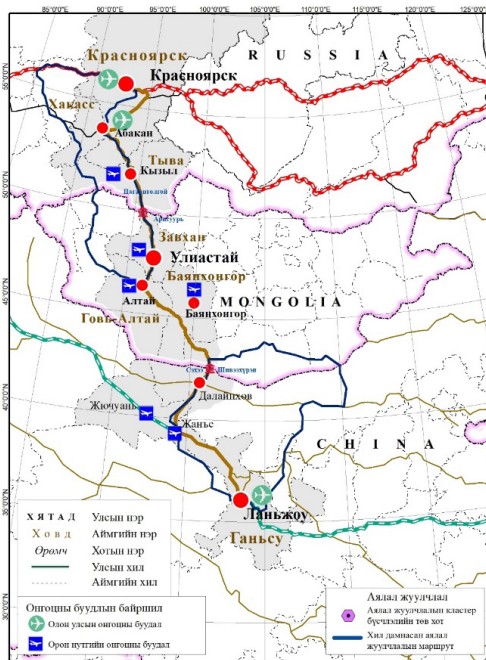 85°0'0"E 90°0'0"E 95°0'0"E 100°0'0"E 105°0'0"E 110°0'0"E 115°0'0"E 120°0'0"E 125°0'0"E
Красноярск
R U S S I A
Красноярск
55°0'0"N
Хакасс
Абакан
Тыва
Кызыл
50°0'0"N
Цагаантолгой
Арцсуурь
Завхан
Улиастай
Баянхонгор
45°0'0"N
Алтай
M O N G O L I A
Баянхонгор
Говь-Алтай
Шивээхүрэн
40°0'0"N
Далайнхөв
Жючуань
Жанье
C H I N A
35°0'0"N
Ланьжоу
Ганьсу
30°0'0"N
ХЯТАД Улсын нэр
Ховд Аймгийн нэр
Өрөмч Хотын нэр
Улсын хил
Аймгийн хил
Онгоцны буудлын байршил
Олон улсын онгоцны буудал
Орон нутгийн онгоцны буудал
Аялал жуулчлал
Аялал жуулчлалын кластер
бүсчлэлийн төв хот
Хил дамнасан аялал
жуулчлалын маршрут